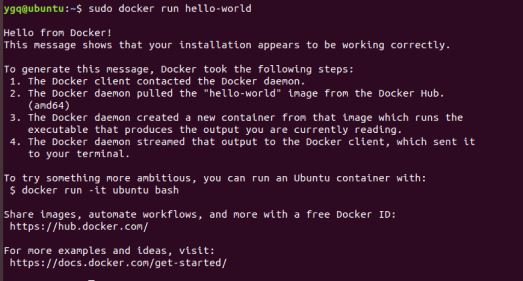 ygq@ubuntu:~$ sudo docker run hello-world
Hello from Docker!
This message shows that your installation appears to be working correctly.
To generate this message, Docker took the following steps:
1. The Docker client contacted the Docker daemon.
2. The Docker daemon pulled the "hello-world" image from the Docker Hub.
(amd64)
3. The Docker daemon created a new container from that image which runs the
executable that produces the output you are currently reading.
4. The Docker daemon streamed that output to the Docker client, which sent it
to your terminal.
To try something more ambitious, you can run an Ubuntu container with:
$ docker run -it ubuntu bash
Share images, automate workflows, and more with a free Docker ID:
https://hub.docker.com/
For more examples and ideas, visit:
https://docs.docker.com/get-started/